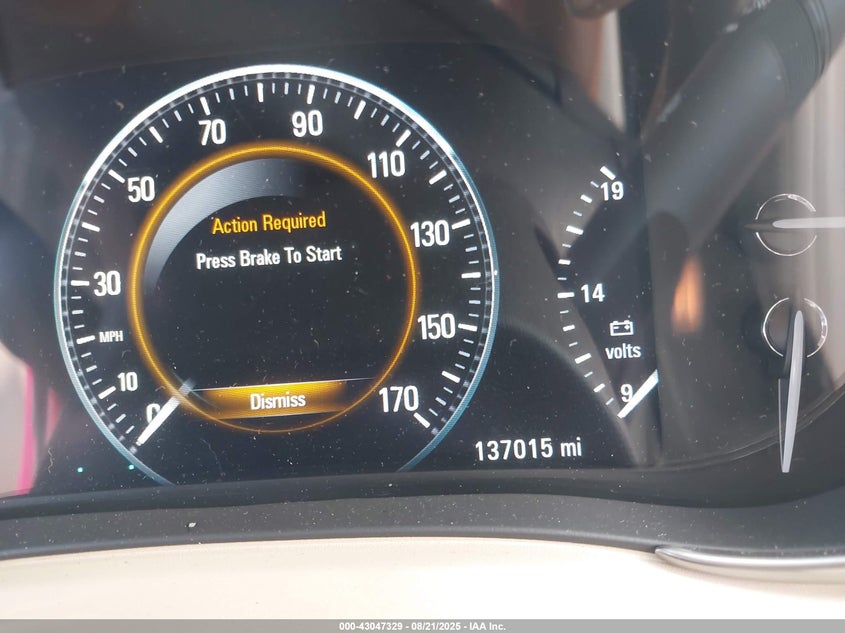 70
90
50
110
19
Action Required
130
Press Brake To Start
30
14
150
MPH
volts
10
170
9
0
Dismiss
137015 mi
000-43047329 - 08/21/2025 - IAA Inc.